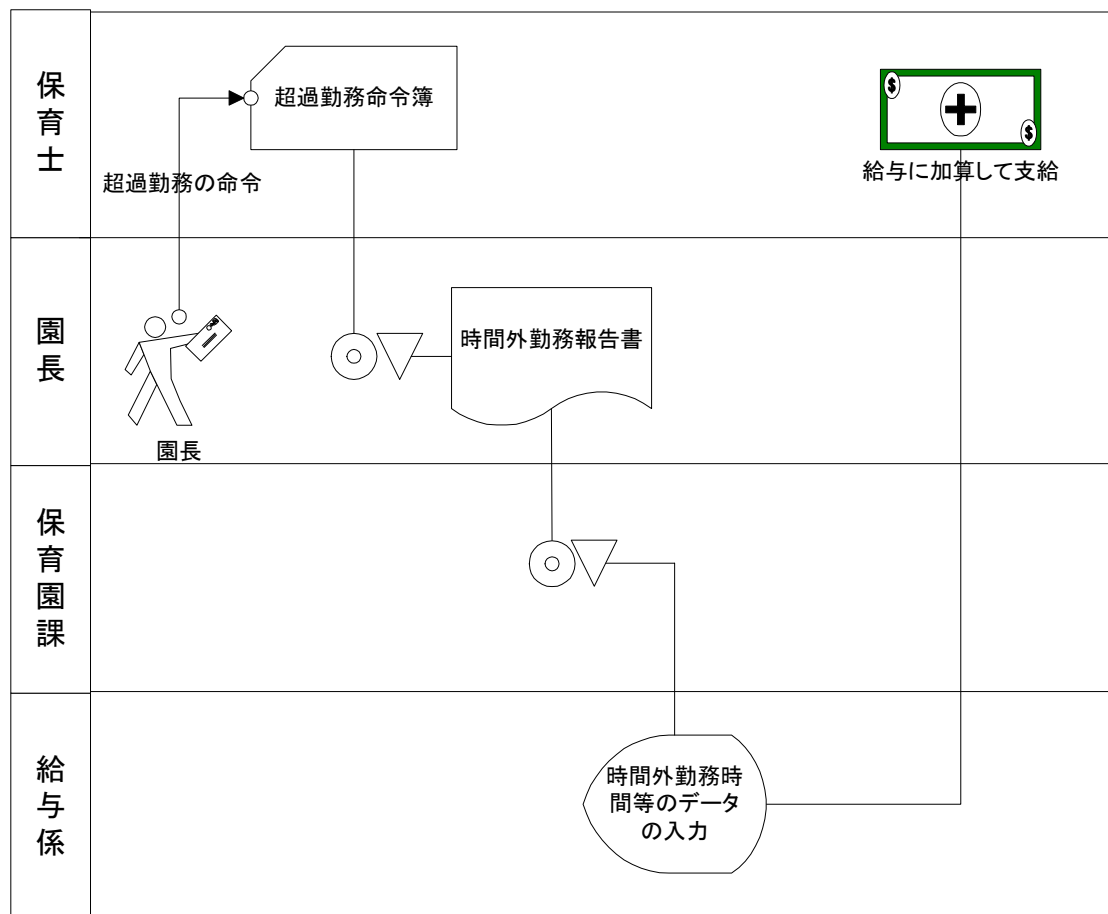 保育士
超過勤務命令簿
超過勤務の命令
$
$
給与に加算して支給
園長
時間外勤務報告書
園長
保育園課
給与係
時間外勤務時
間等のデータ
の入力